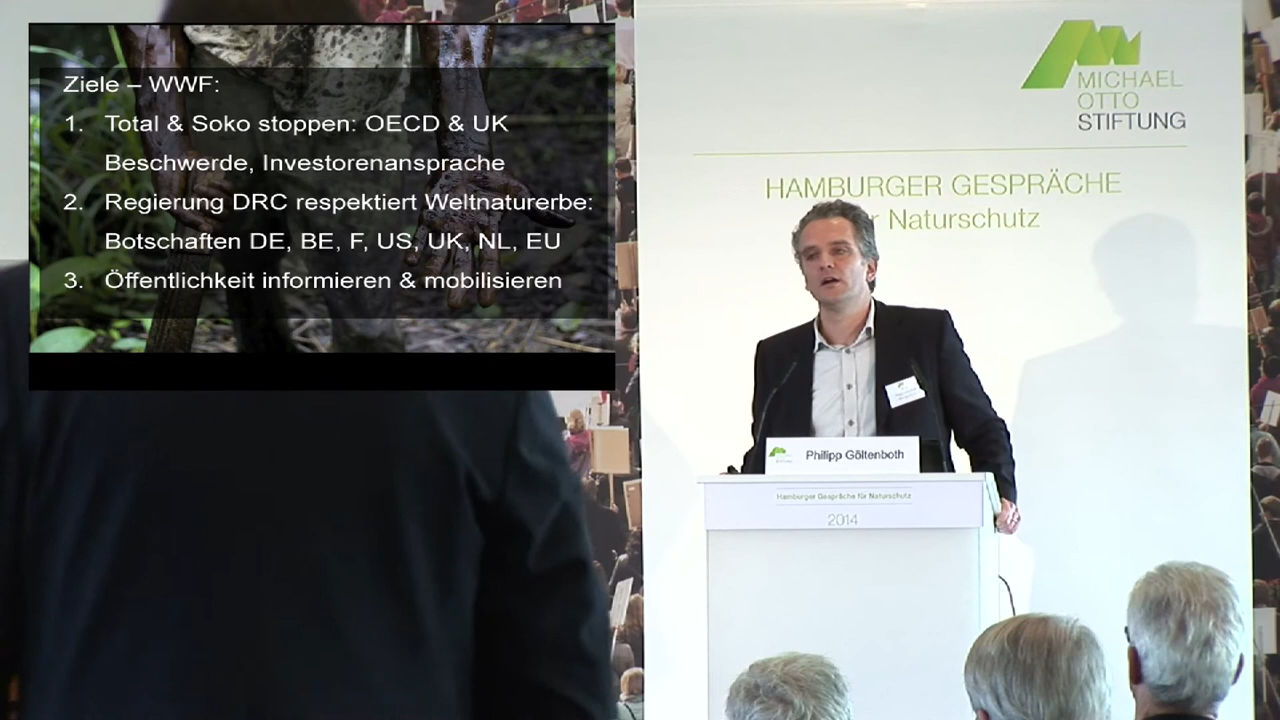 Ziele – WWF:
1. Total & Soko stoppen: OECD & UK
Beschwerde, Investorenansprache
2. Regierung DRC respektiert Weltnaturerbe:
Botschaften DE, BE, F, US, UK, NL, EU
3. Öffentlichkeit informieren & mobilisieren
MICHAEL
OTTO
STIFTUNG
HAMBURGER GESPRÄCHE
Naturschutz
Philipp Göltenboth
Hamburger Gespräche für Naturschutz
2014